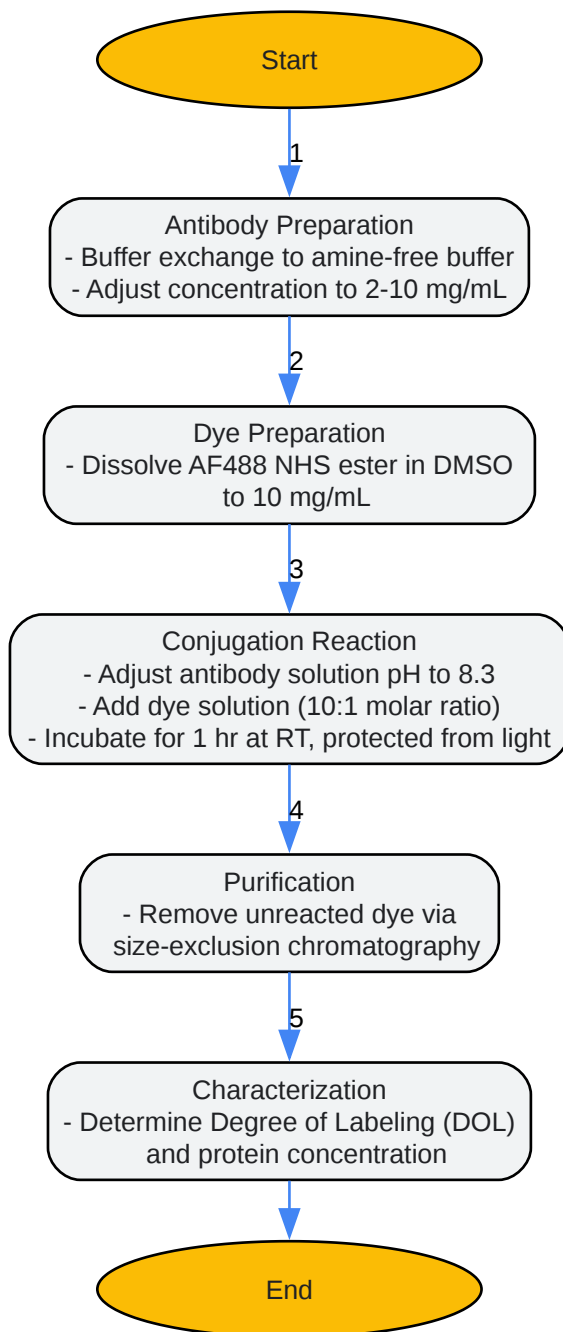 Start
1
Antibody Preparation
- Buffer exchange to amine-free buffer
- Adjust concentration to 2-10 mg/mL
2
Dye Preparation
- Dissolve AF488 NHS ester in DMSO
to 10 mg/mL
3
Conjugation Reaction
- Adjust antibody solution pH to 8.3
- Add dye solution (10:1 molar ratio)
- Incubate for 1 hr at RT, protected from light
4
Purification
- Remove unreacted dye via
size-exclusion chromatography
5
Characterization
- Determine Degree of Labeling (DOL)
and protein concentration
End